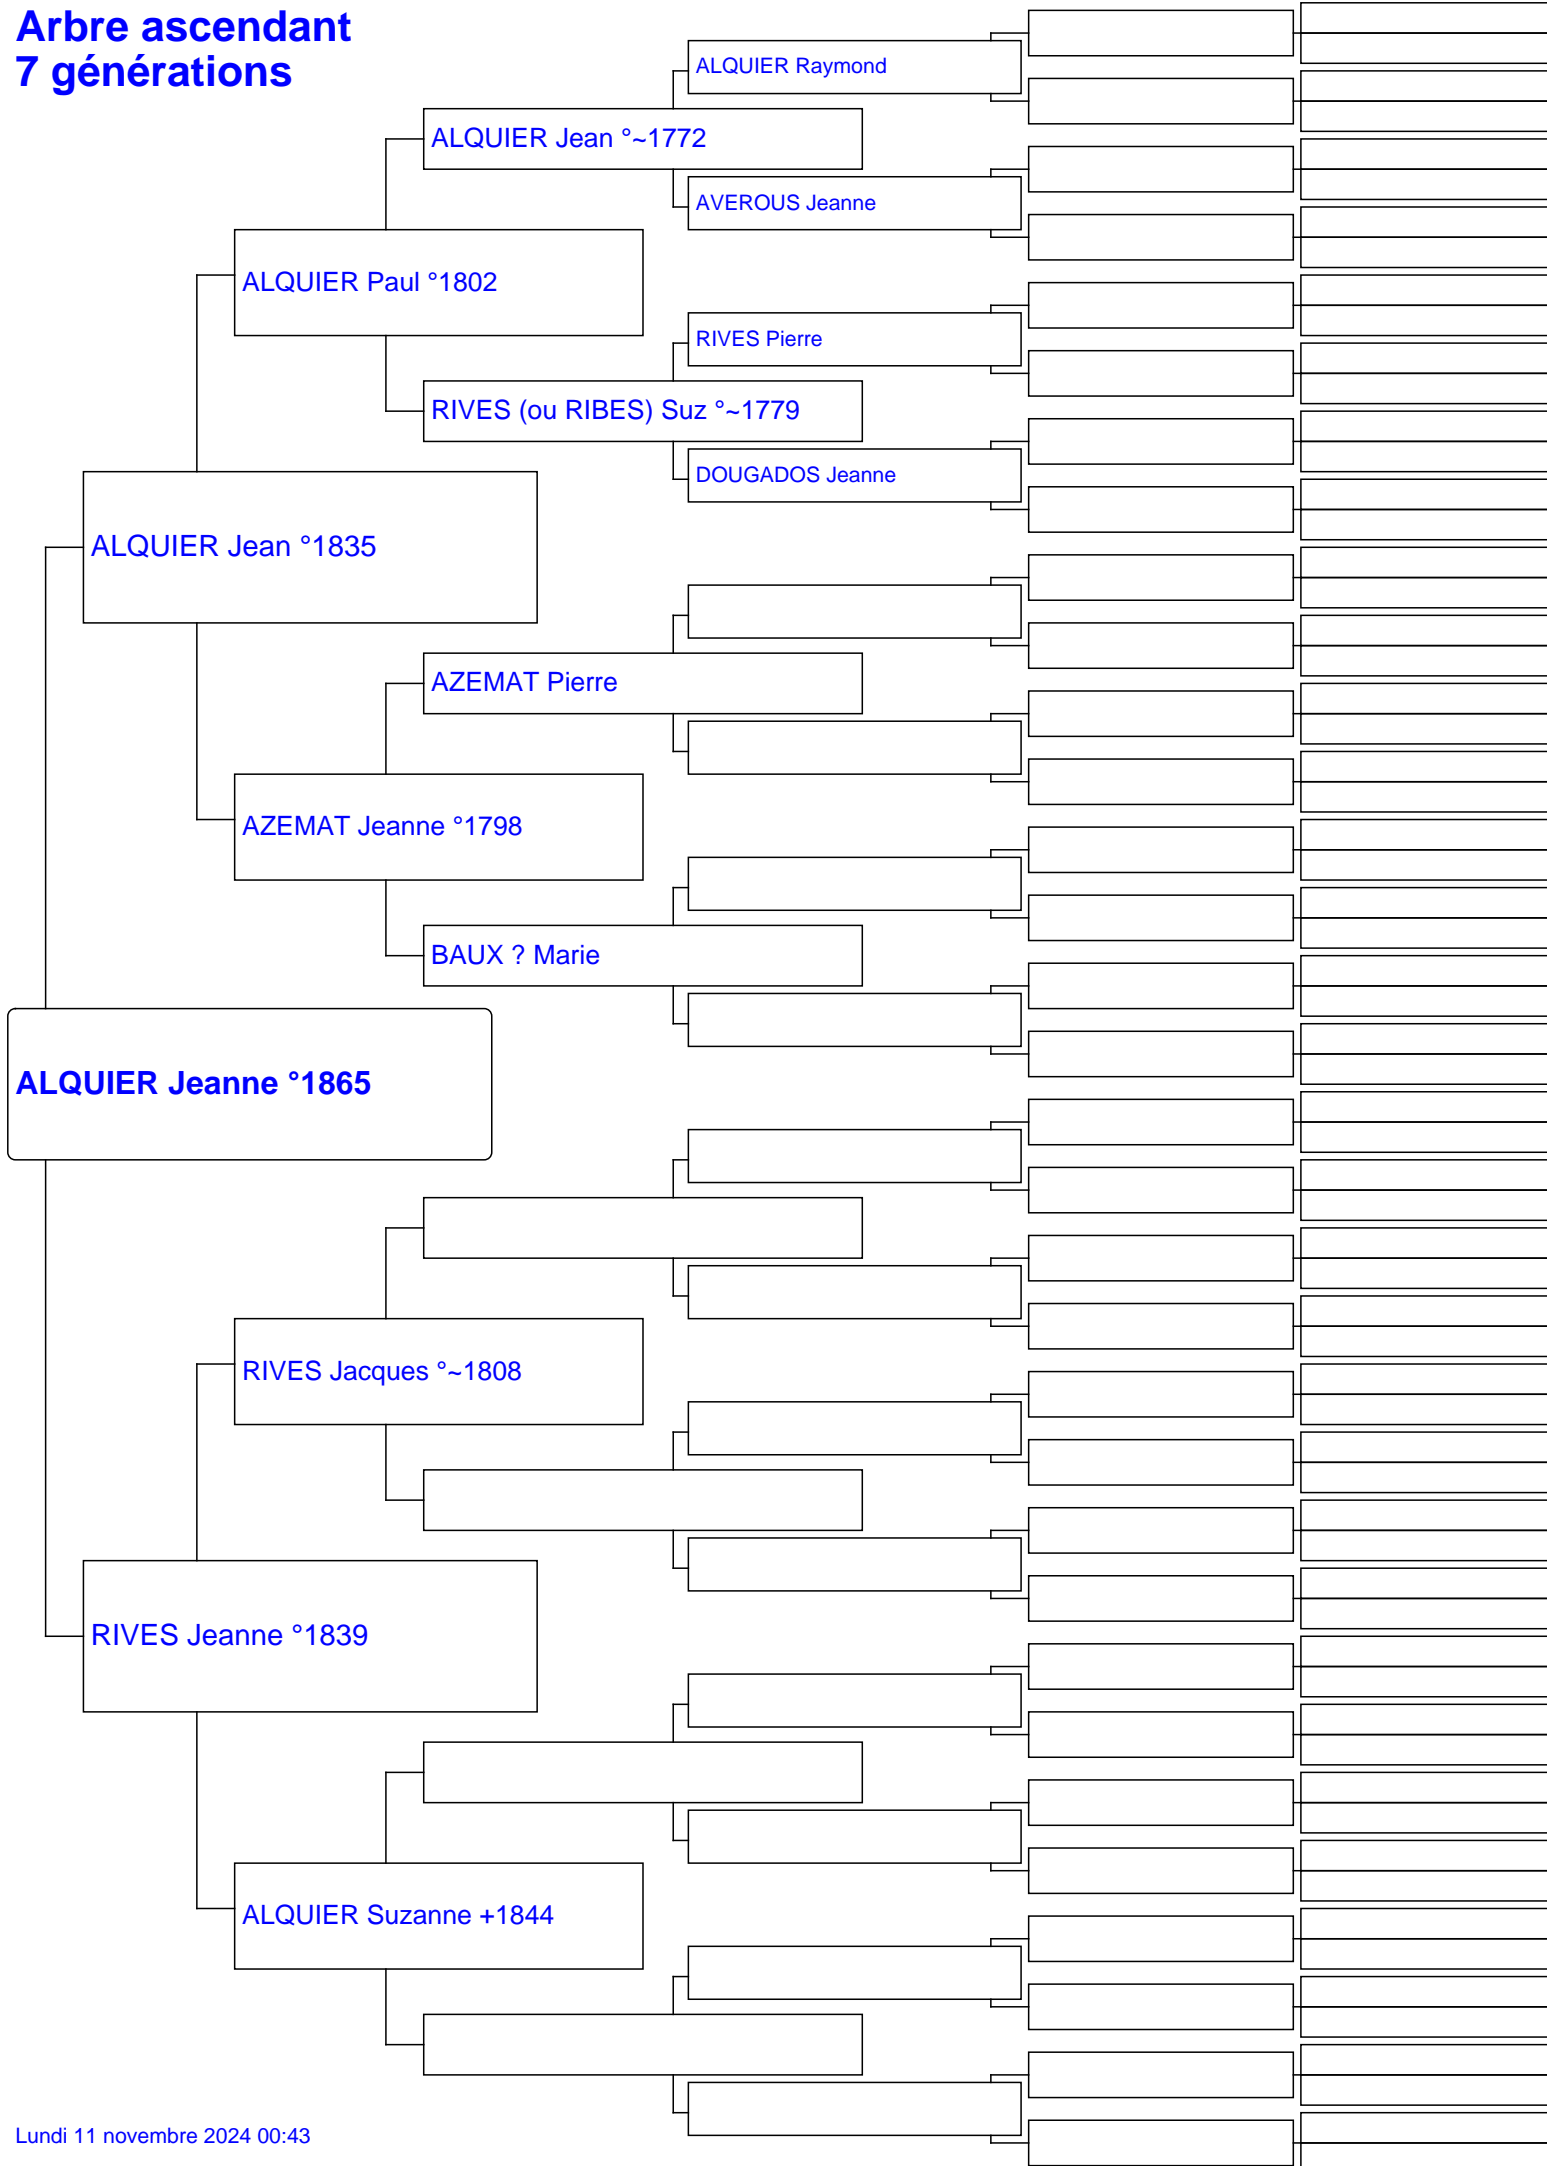 Arbre ascendant
7 générations
ALQUIER Raymond
ALQUIER Jean °~1772
AVEROUS Jeanne
ALQUIER Paul °1802
RIVES Pierre
RIVES (ou RIBES) Suz °~1779
DOUGADOS Jeanne
ALQUIER Jean °1835
AZEMAT Pierre
AZEMAT Jeanne °1798
BAUX ? Marie
ALQUIER Jeanne °1865
RIVES Jacques °~1808
RIVES Jeanne °1839
ALQUIER Suzanne +1844
Lundi 11 novembre 2024 00:43